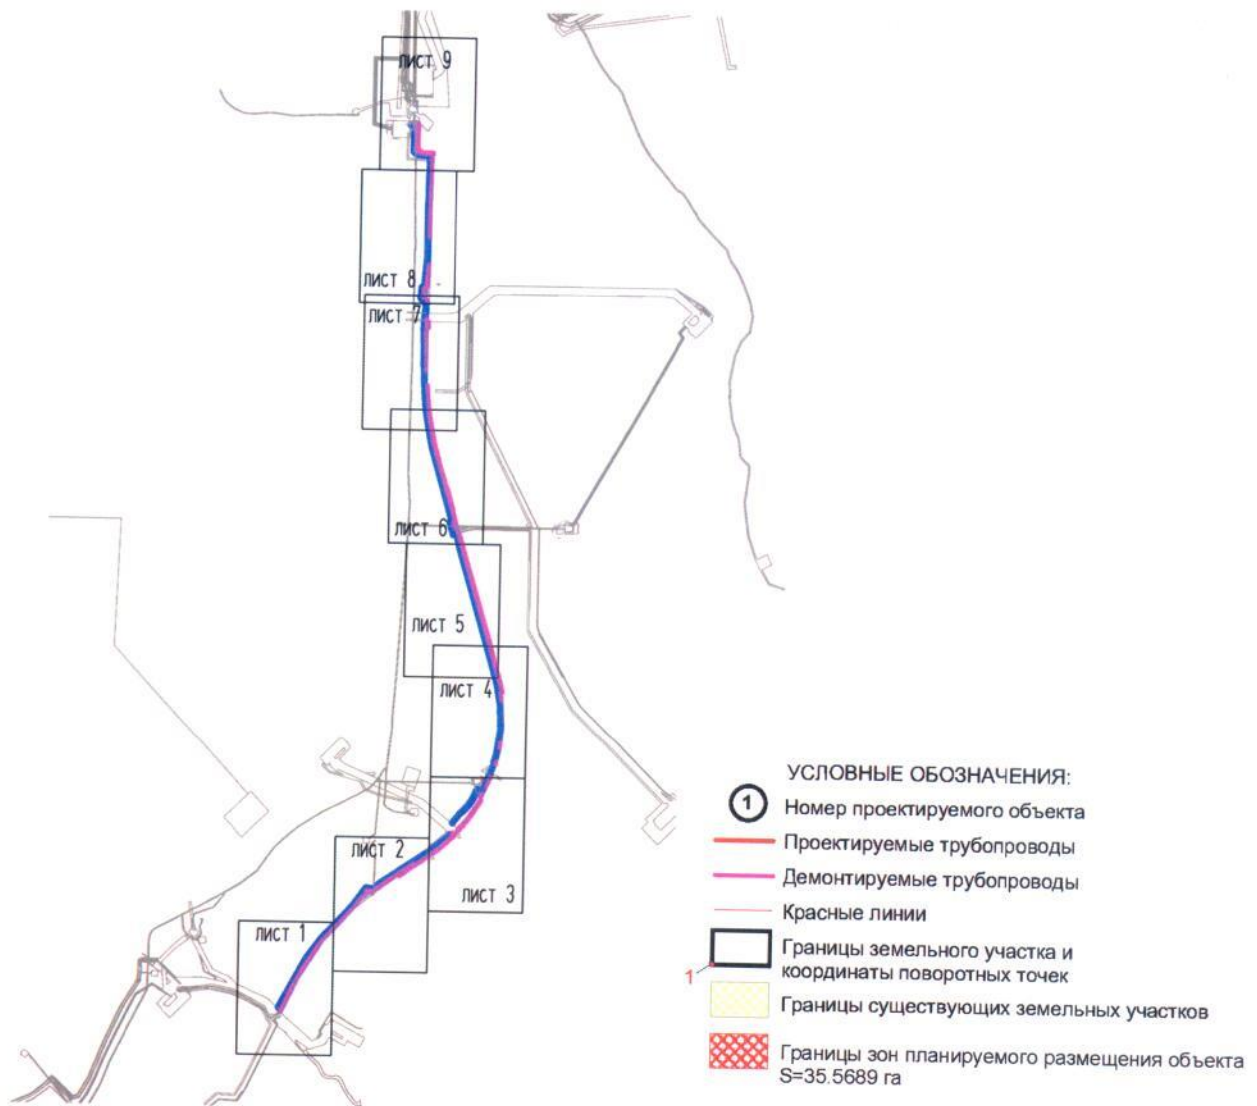 лист 9
лист 8
лист 7
лист 6
лист 5
лист 4
лист 2
лист 3
лист 1
УСЛОВНЫЕ ОБОЗНАЧЕНИЯ:
1 Номер проектируемого объекта
Проектируемые трубопроводы
Демонтируемые трубопроводы
Красные линии
Границы земельного участка и
1 координаты поворотных точек
Границы существующих земельных участков
Границы зон планируемого размещения объекта
S=35.5689 га